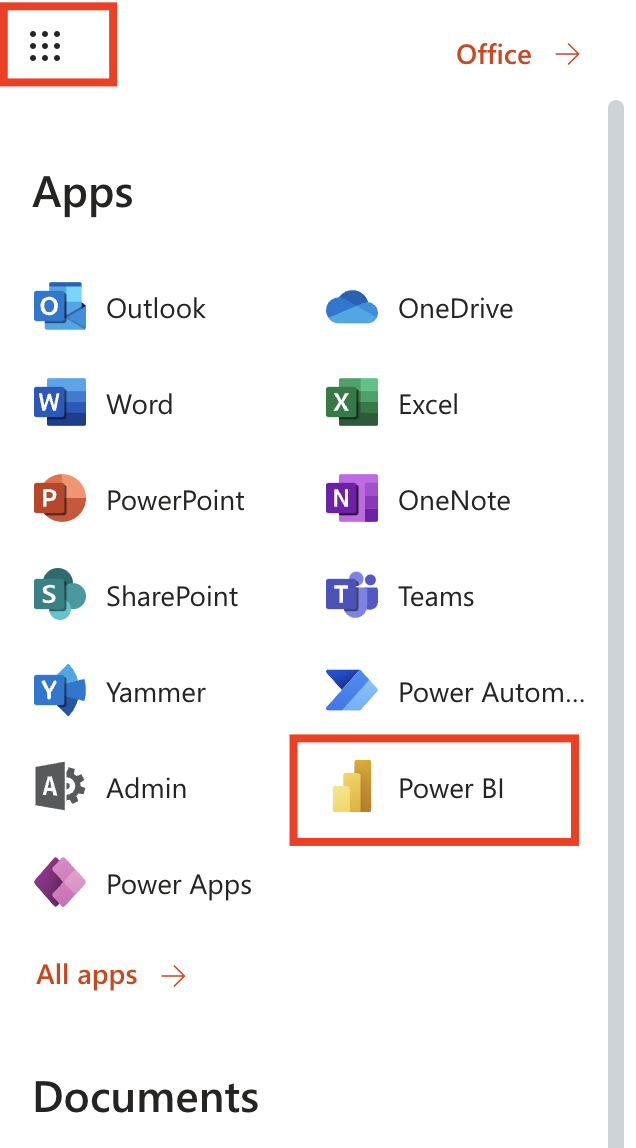 Office →
Apps
Outlook
OneDrive
Word
Excel
PowerPoint
OneNote
SharePoint
Teams
Yammer
Power Autom...
Admin
Power BI
Power Apps
All apps →
Documents